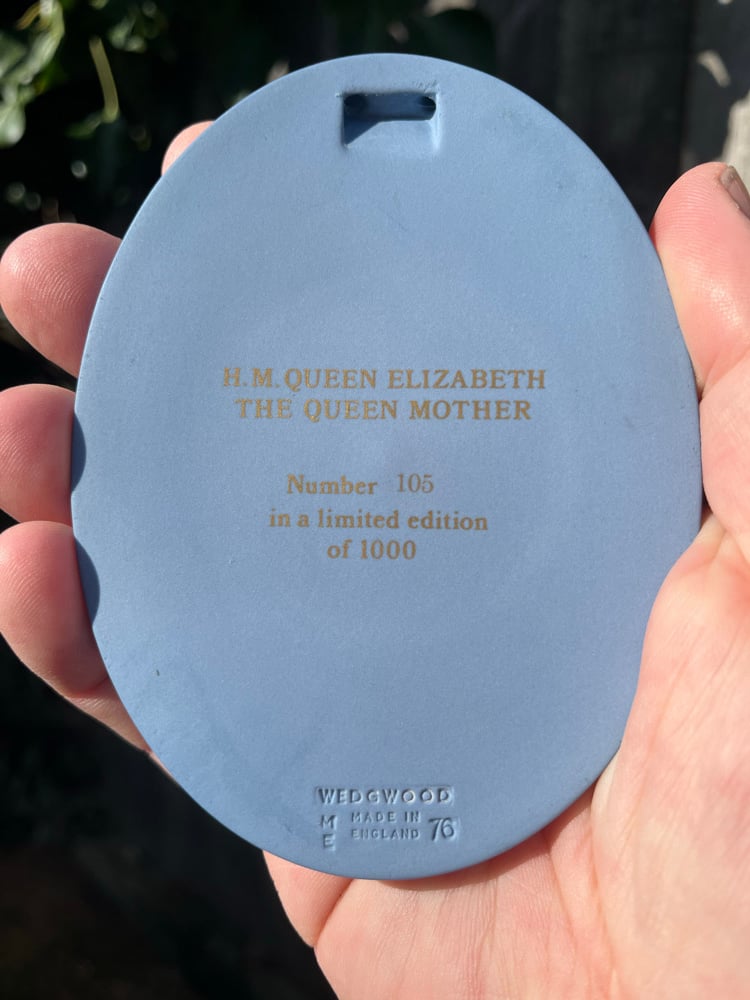 H.M. QUEEN ELIZABETH
THE QUEEN MOTHER
Number 105
in a limited edition
of 1000
WEDGWOOD
M MADE IN
E ENGLAND 76